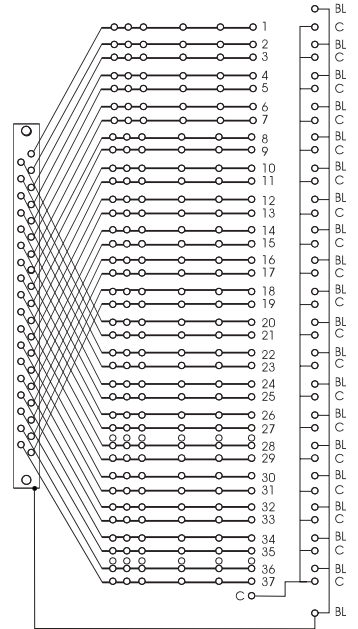 BL
1 C
2 BL
3 C
4 BL
5 C
6 BL
7 C
8 BL
9 C
10 BL
11 C
12 BL
13 C
14 BL
15 C
16 BL
17 C
18 BL
19 C
20 BL
21 C
22 BL
23 C
24 BL
25 C
26 BL
27 C
28 BL
29 C
30 BL
31 C
32 BL
33 C
34 BL
35 C
36 BL
37 C
C
BL